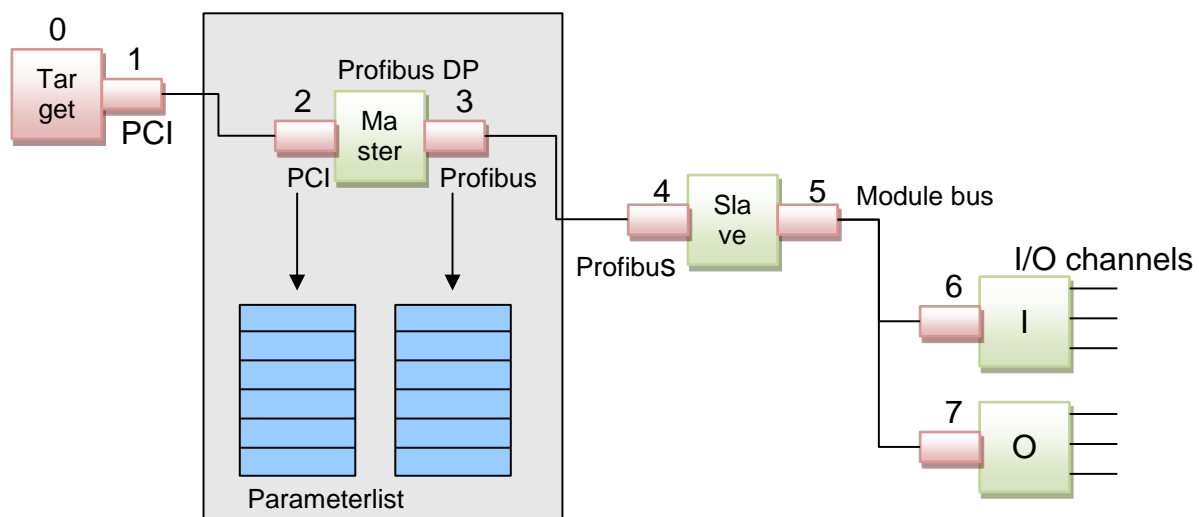 0
Tar
get
1
PCI
Profibus DP
2
Ma
ster
3
PCI
Profibus
Parameterlist
4
Sla
ve
5
Profibus
Module bus
I/O channels
6
I
7
O